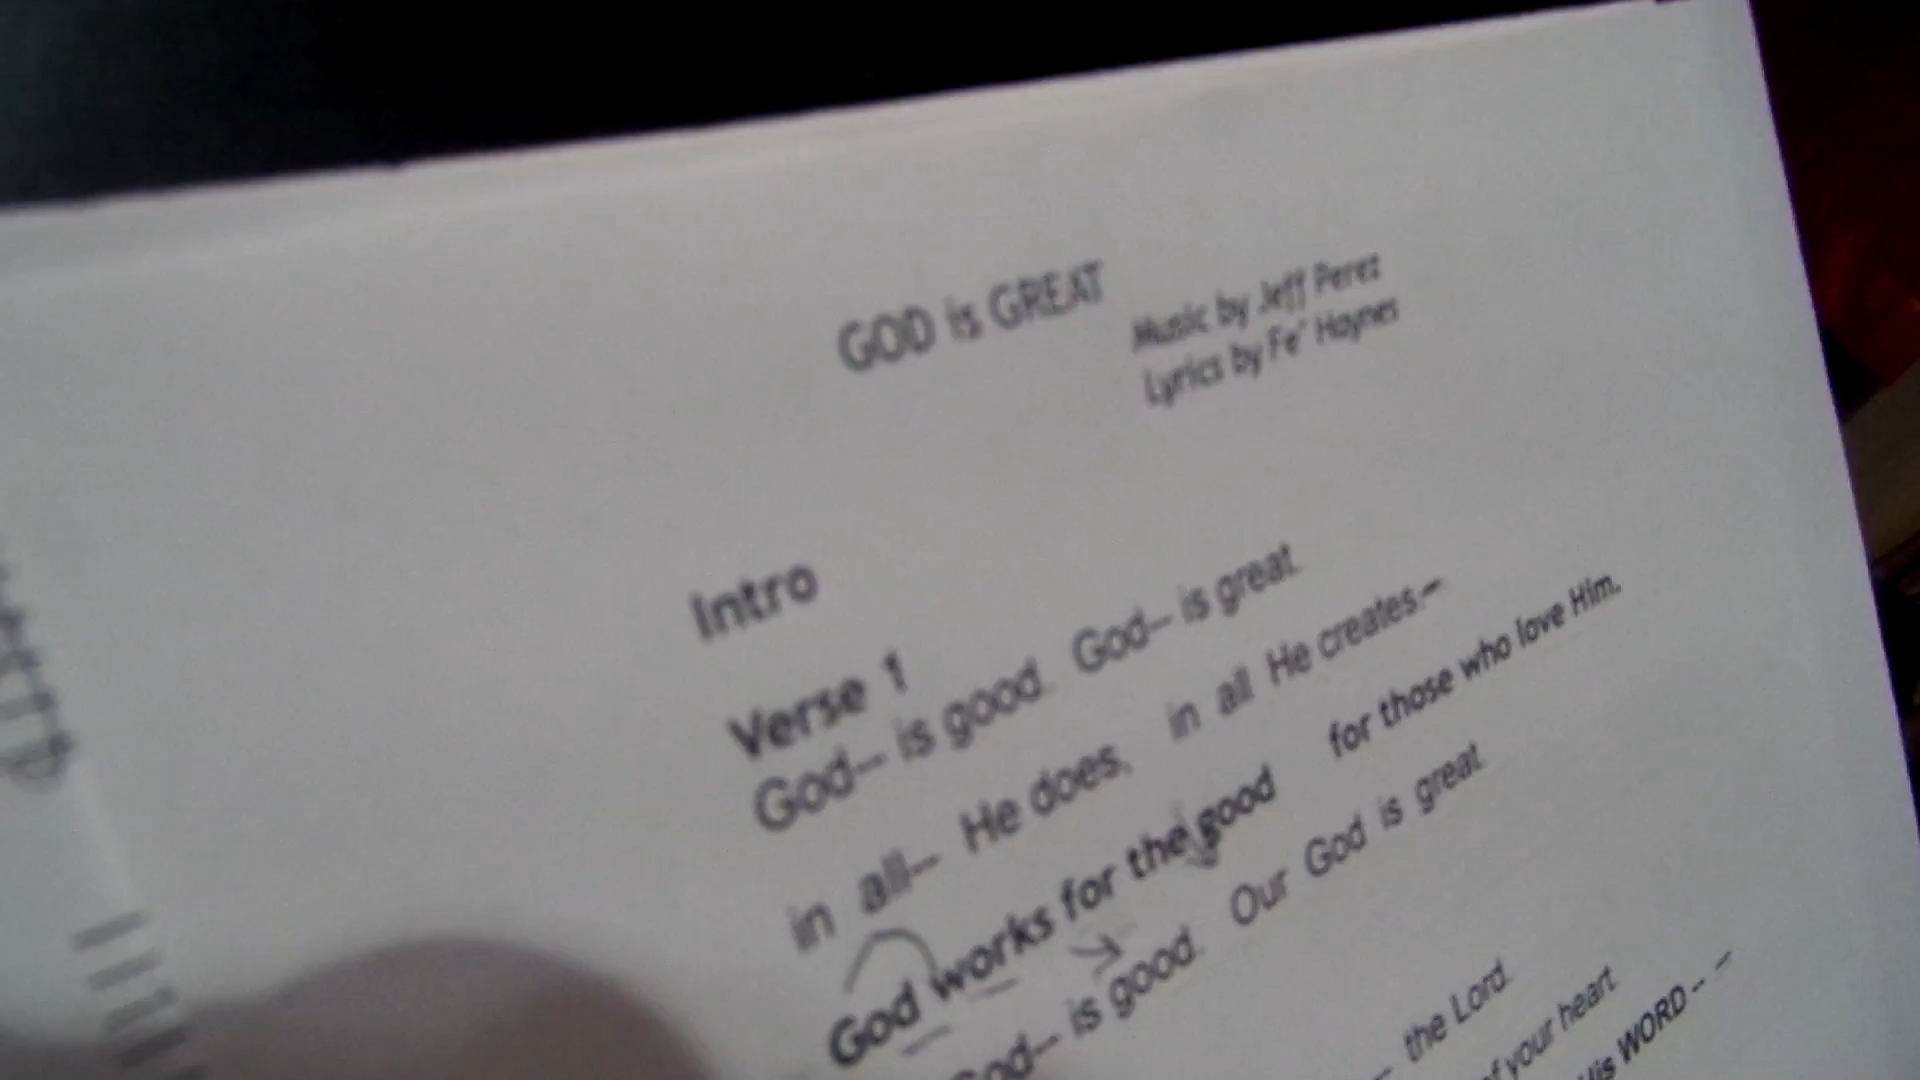 GOD is GREAT
Music by Jeff Perez
Lyrics by Fe' Haynes
Intro
Verse 1
God-- is good. God-- is great.
in all-- He does, in all He creates.--
God works for the good for those who love Him.
God-- is good. Our God is great.
the Lord.
of your heart.
His WORD -- --